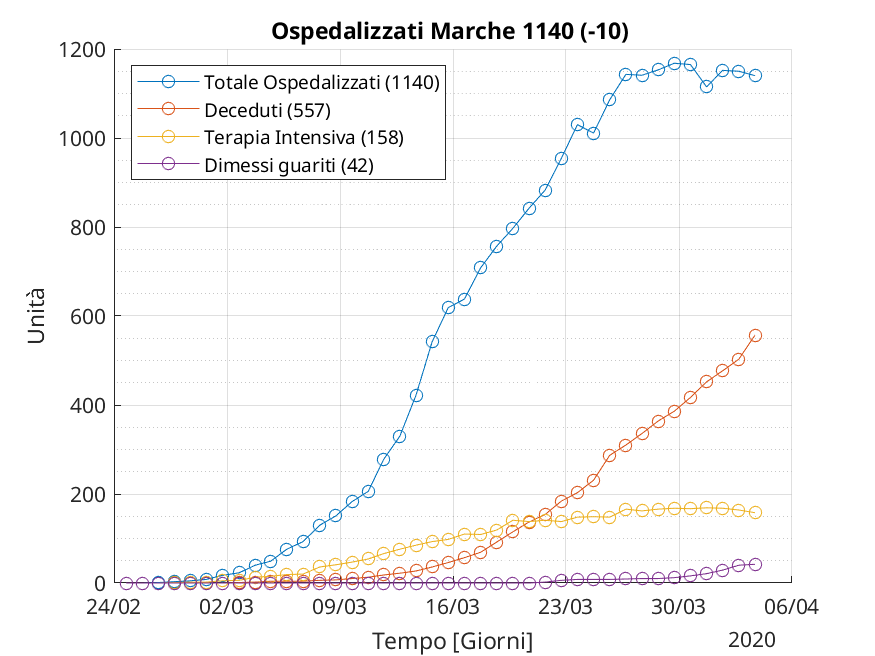 Ospedalizzati Marche 1140 (-10)
1200
1000
800
600
400
200
0
Unità
Totale Ospedalizzati (1140)
Deceduti (557)
Terapia Intensiva (158)
Dimessi guariti (42)
24/02 02/03 09/03 16/03 23/03 30/03 06/04
Tempo [Giorni]
2020